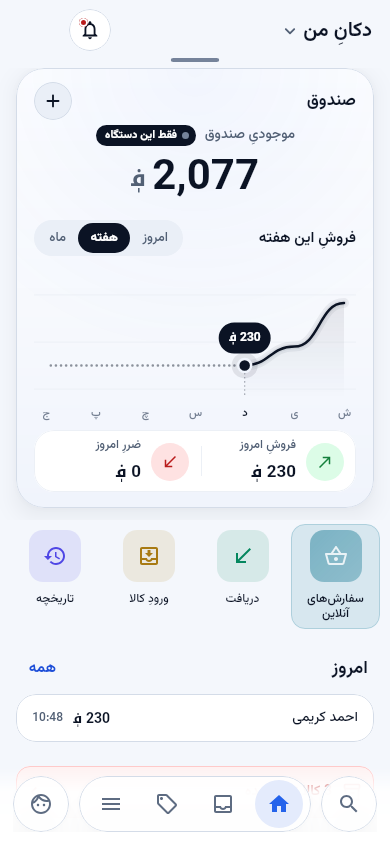 دکانِ من
صندوق
موجودیِ صندوق
فقط این دستگاه
2,077 ؋
فروشِ این هفته
امروز
هفته
ماه
230 ؋
ش
ی
د
س
چ
پ
ج
فروشِ امروز
230 ؋
ضررِ امروز
0 ؋
سفارش‌های
آنلاین
دریافت
ورودِ کالا
تاریخچه
امروز
همه
احمد کریمی
230 ؋
10:48